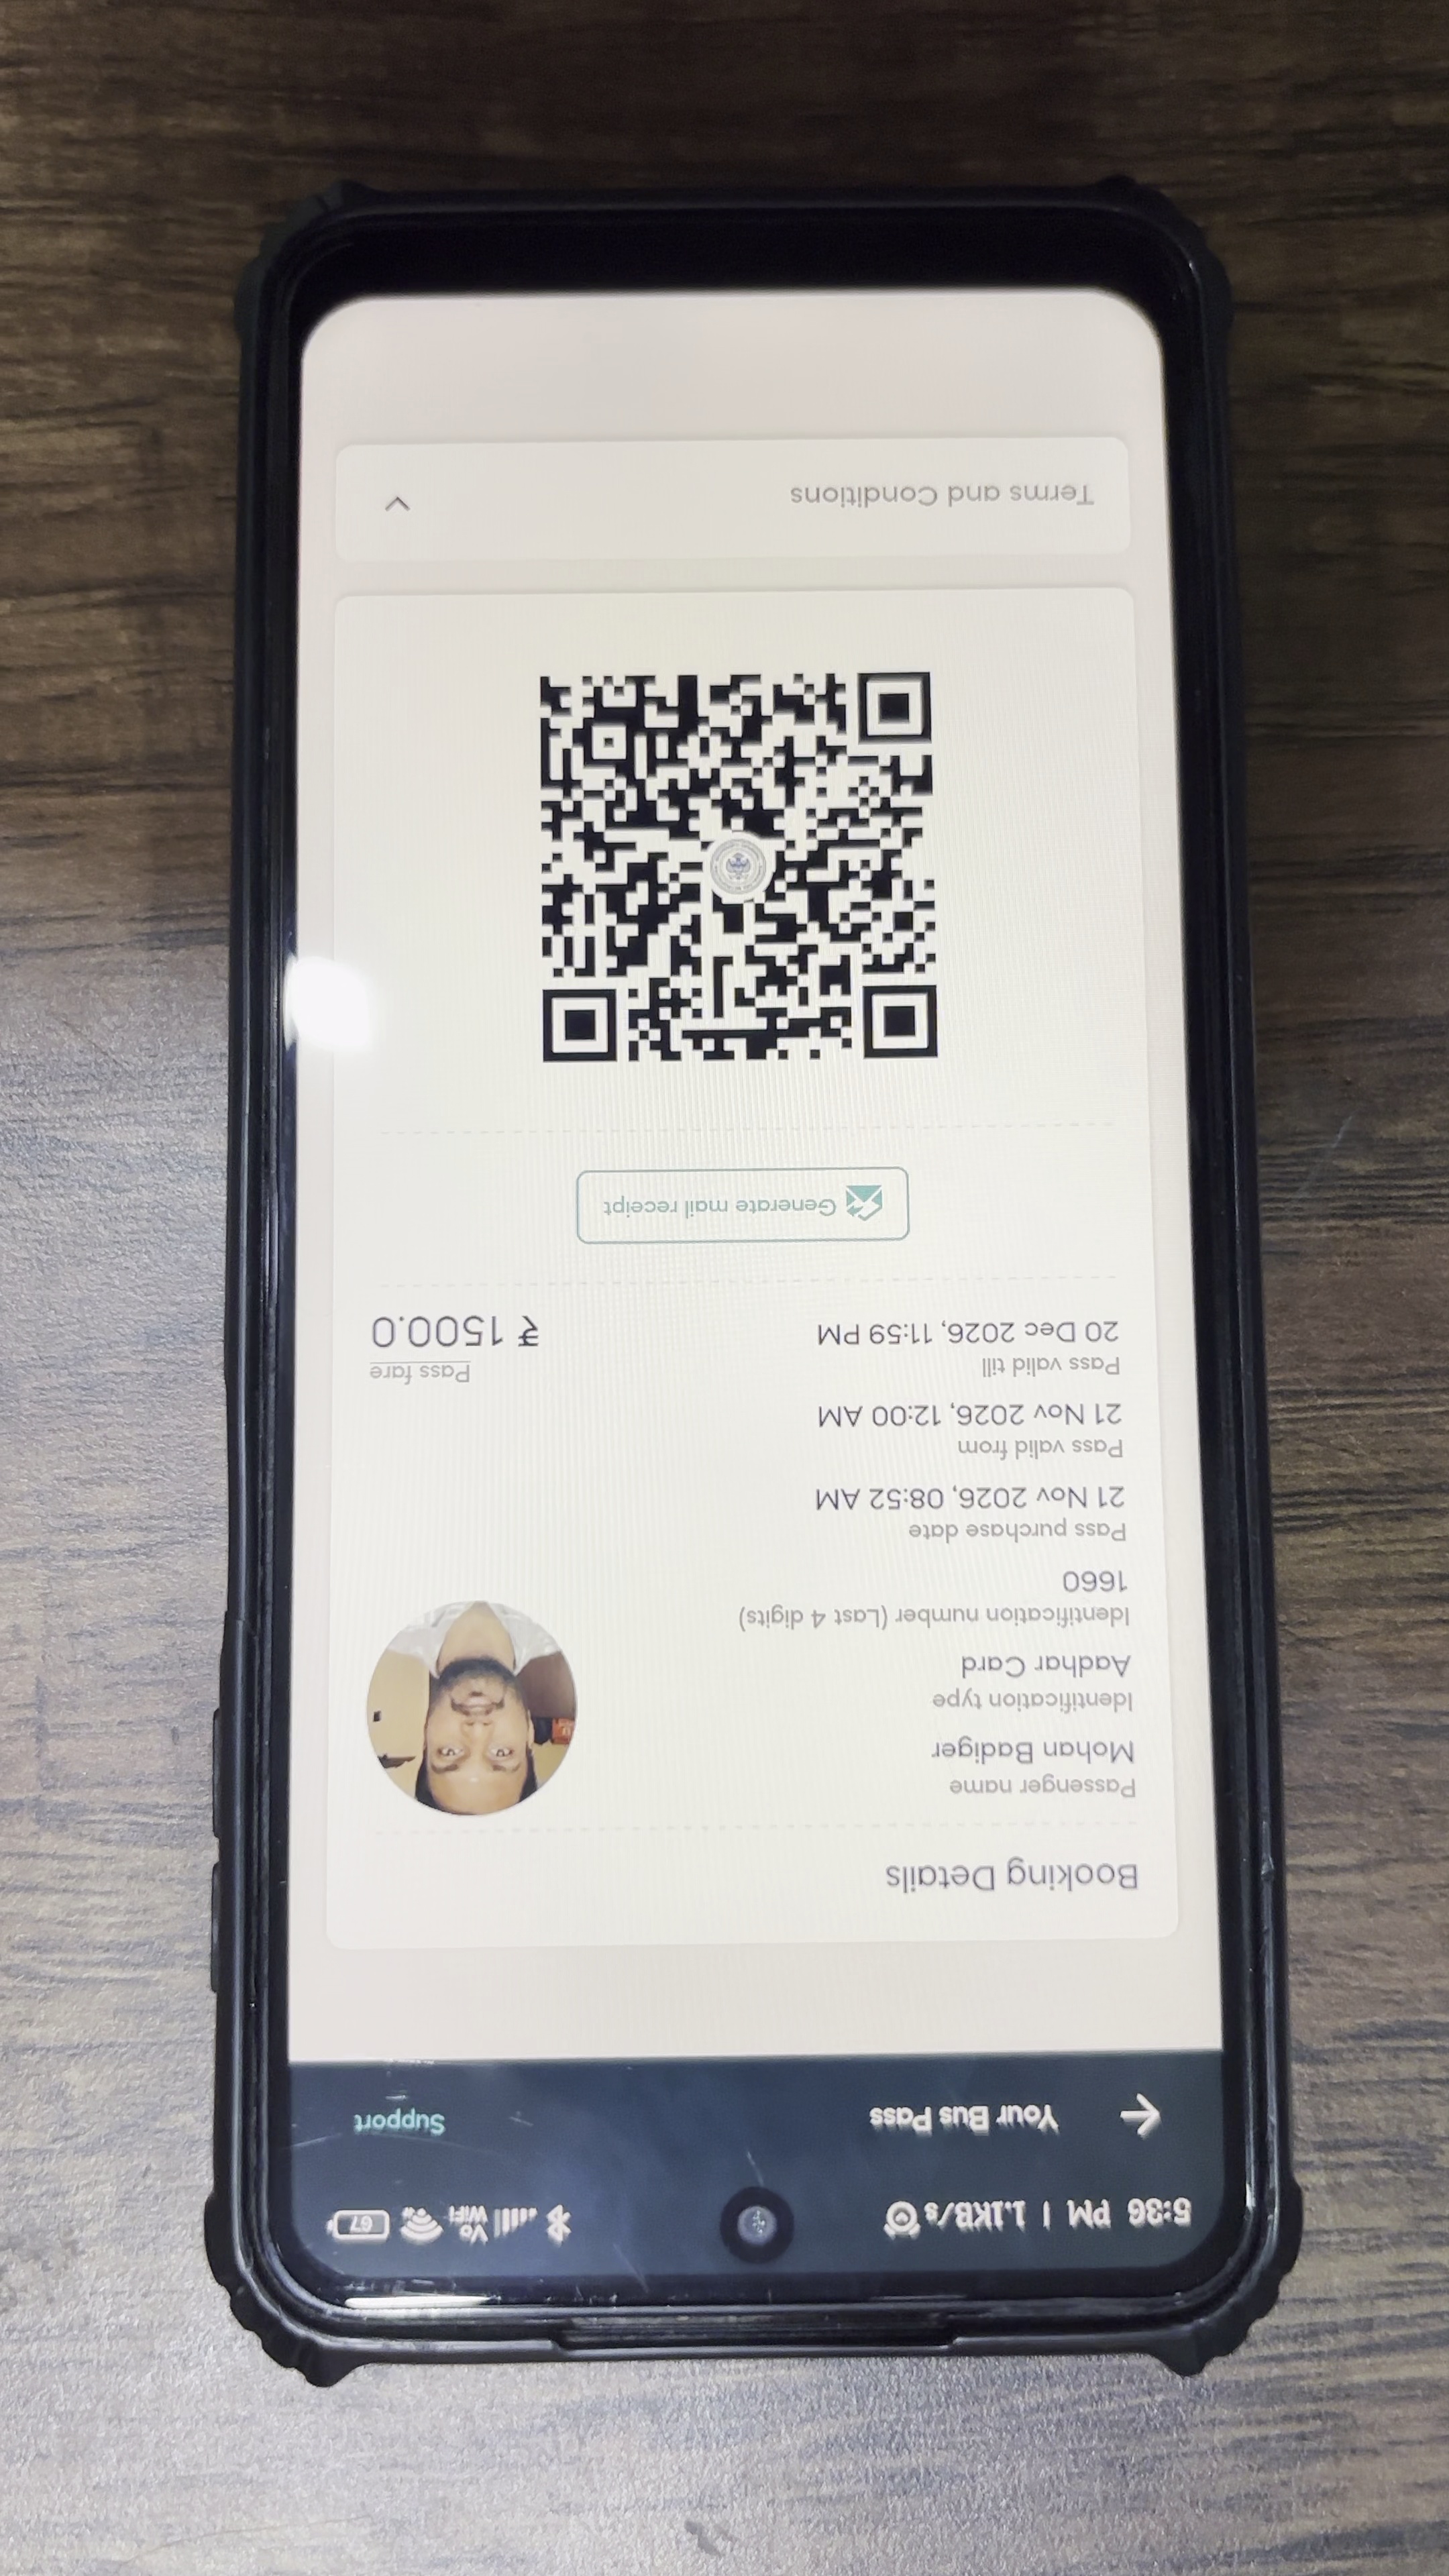 5:36 PM | 1.1KB/s
Vo
WiFi
67
Your Bus Pass
Support
Booking Details
Passenger name
Mohan Badiger
Identification type
Aadhar Card
Identification number (Last 4 digits)
1660
Pass purchase date
21 Nov 2026, 08:52 AM
Pass valid from
21 Nov 2026, 12:00 AM
Pass valid till
Pass fare
20 Dec 2026, 11:59 PM
₹ 1500.0
Generate mail receipt
Terms and Conditions